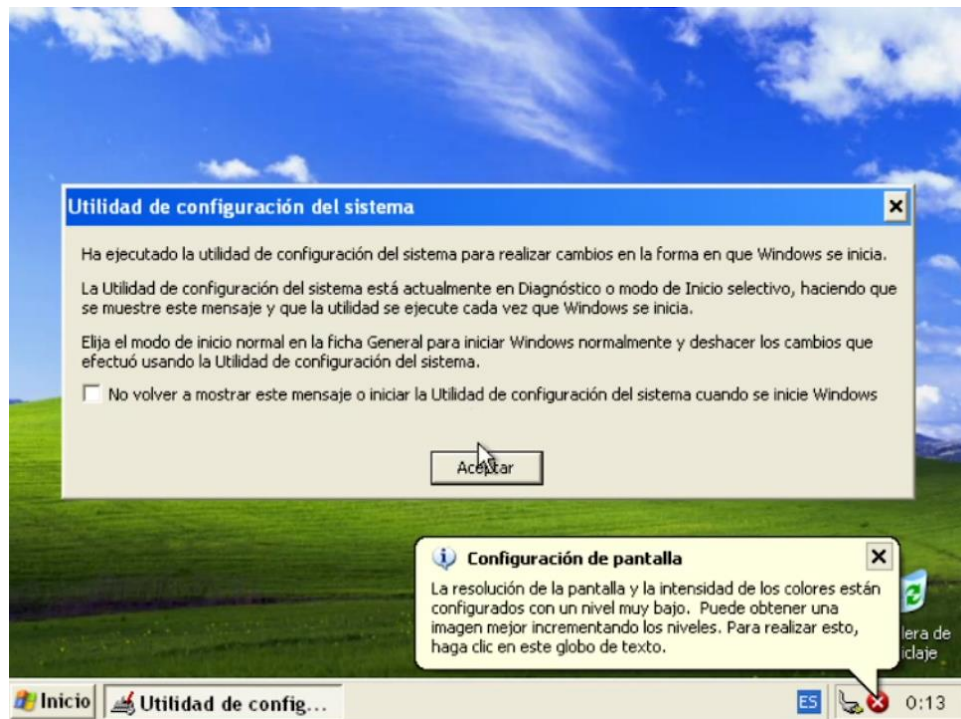 Utilidad de configuración del sistema
Ha ejecutado la utilidad de configuración del sistema para realizar cambios en la forma en que Windows se inicia.
La Utilidad de configuración del sistema está actualmente en Diagnóstico o modo de Inicio selectivo, haciendo que
se muestre este mensaje y que la utilidad se ejecute cada vez que Windows se inicia.
Elija el modo de inicio normal en la ficha General para iniciar Windows normalmente y deshacer los cambios que
efectuó usando la Utilidad de configuración del sistema.
No volver a mostrar este mensaje o iniciar la Utilidad de configuración del sistema cuando se inicie Windows
Aceptar
Configuración de pantalla
La resolución de la pantalla y la intensidad de los colores están
configurados con un nivel muy bajo. Puede obtener una
imagen mejor incrementando los niveles. Para realizar esto,
haga clic en este globo de texto.
lera de
iclaje
Inicio
Utilidad de config...
ES
0:13